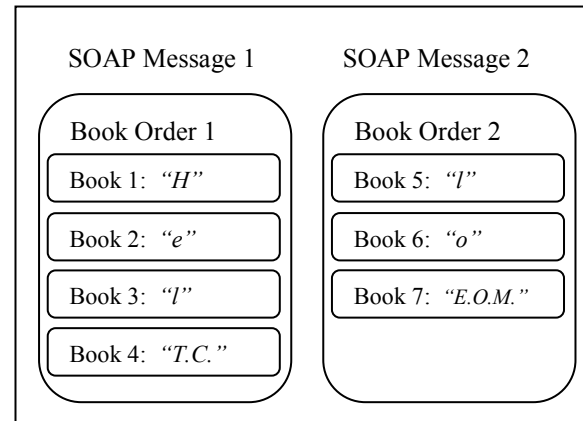 SOAP Message 1
Book Order 1
Book 1: “H”
Book 2: “e”
Book 3: “l”
Book 4: “T.C.”
SOAP Message 2
Book Order 2
Book 5: “l”
Book 6: “o”
Book 7: “E.O.M.”